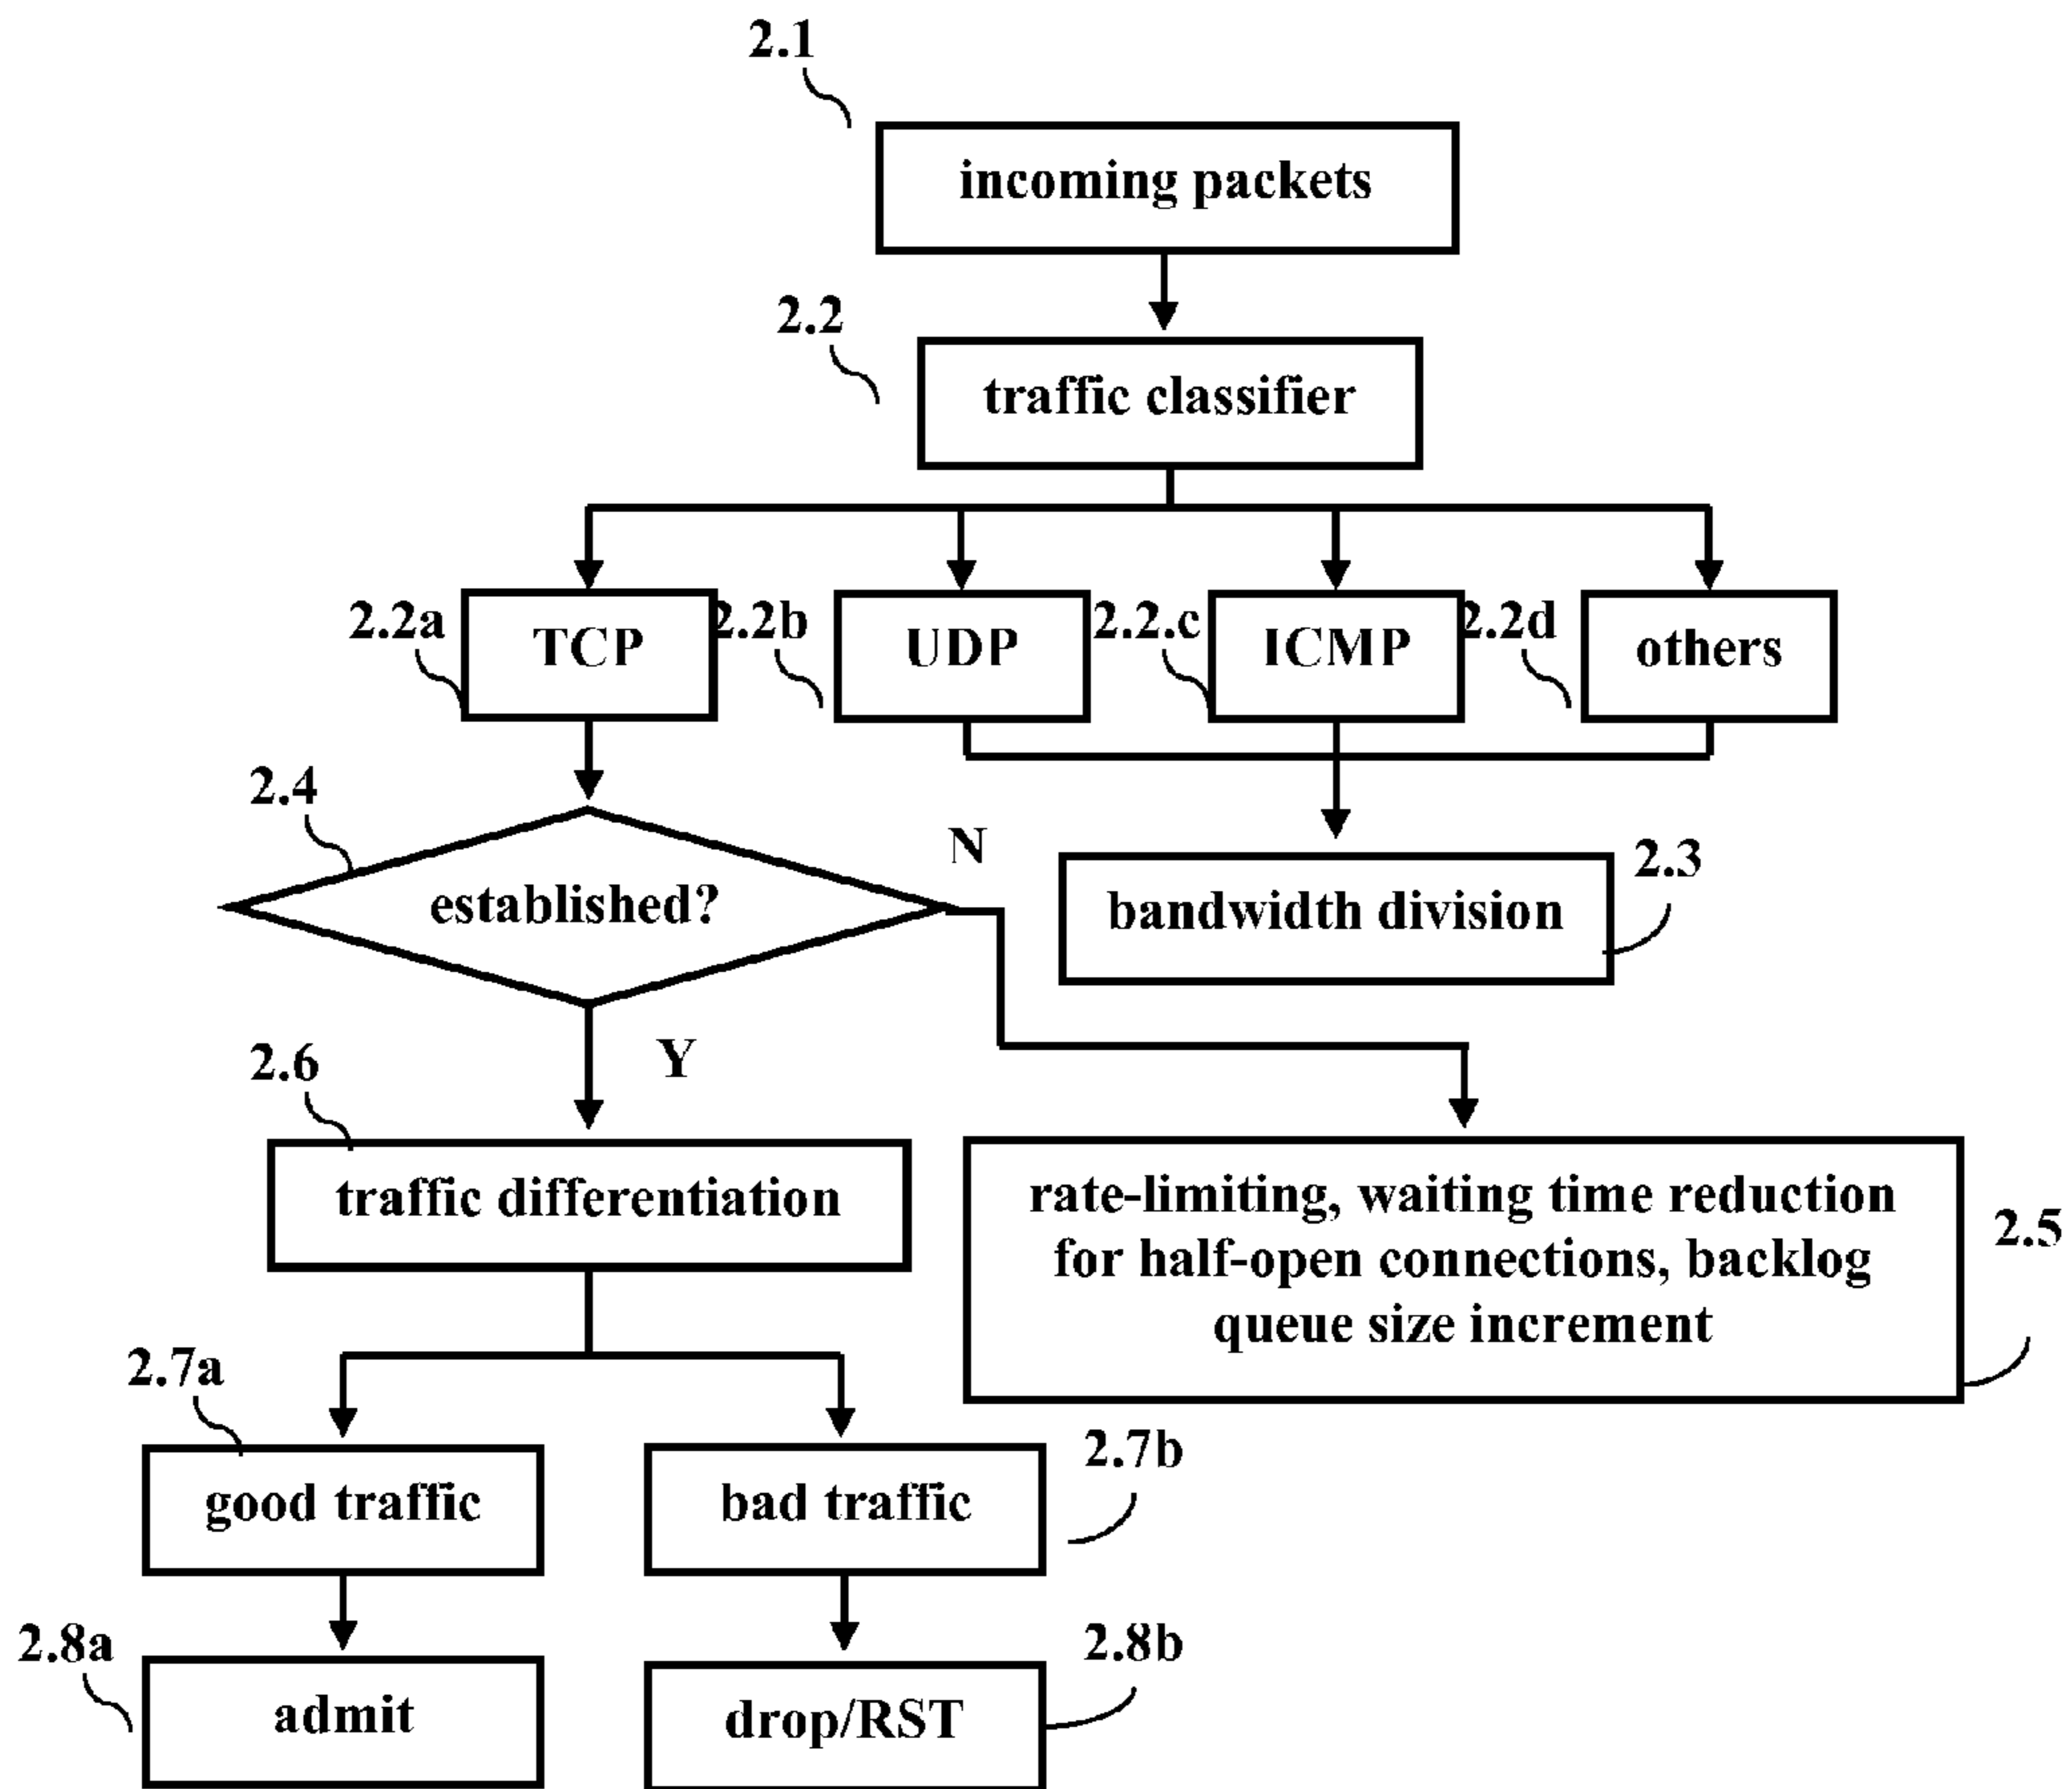 2.1
incoming packets
2.2
traffic classifier
2.2a
TCP
2.2b
UDP
2.2.c
ICMP
2.2d
others
2.4
established?
N
bandwidth division
2.3
Y
2.6
traffic differentiation
rate-limiting, waiting time reduction
for half-open connections, backlog
queue size increment
2.5
2.7a
good traffic
bad traffic
2.7b
2.8a
admit
drop/RST
2.8b